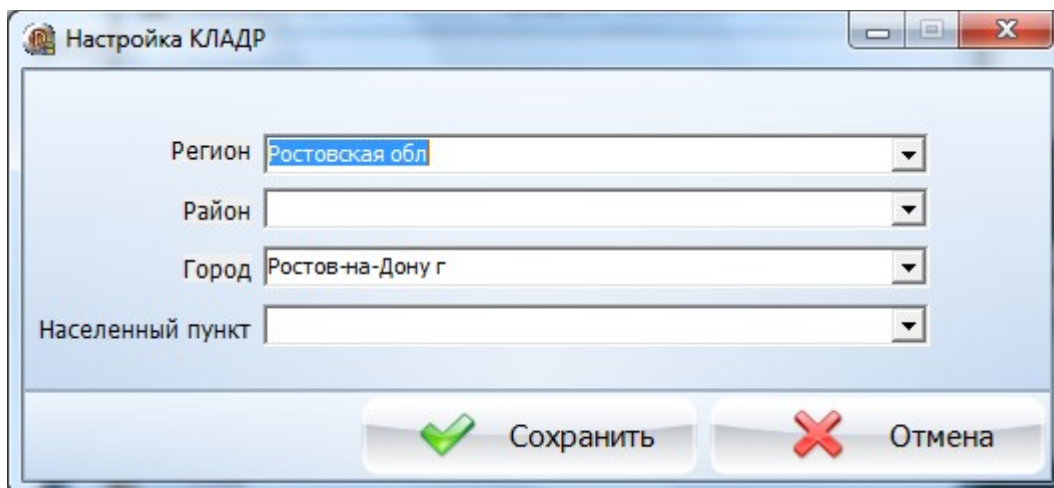 Настройка КЛАДР
Регион Ростовская обл
Район
Город Ростов-на-Дону г
Населенный пункт
Сохранить Отмена